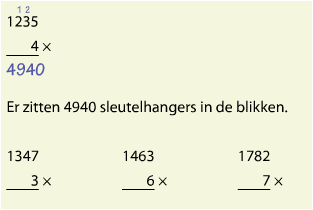 1 2
1235
4 ×
4940
Er zitten 4940 sleutelhangers in de blikken.
1347 1463 1782
3 × 6 × 7 ×